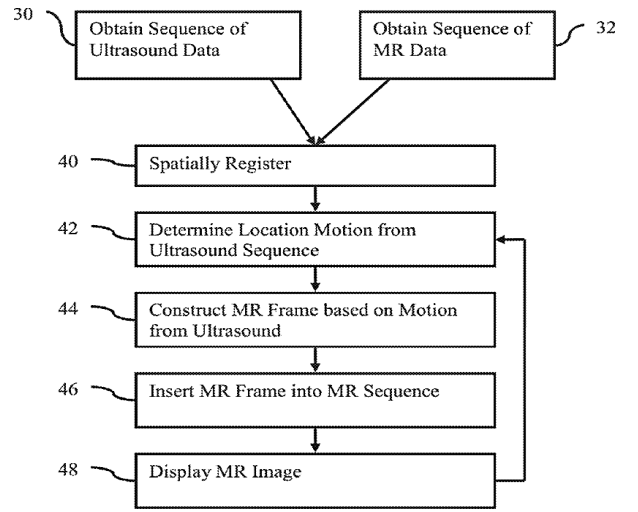 30
Obtain Sequence of
Ultrasound Data
Obtain Sequence of
MR Data
32
40
Spatially Register
42
Determine Location Motion from
Ultrasound Sequence
44
Construct MR Frame based on Motion
from Ultrasound
46
Insert MR Frame into MR Sequence
48
Display MR Image